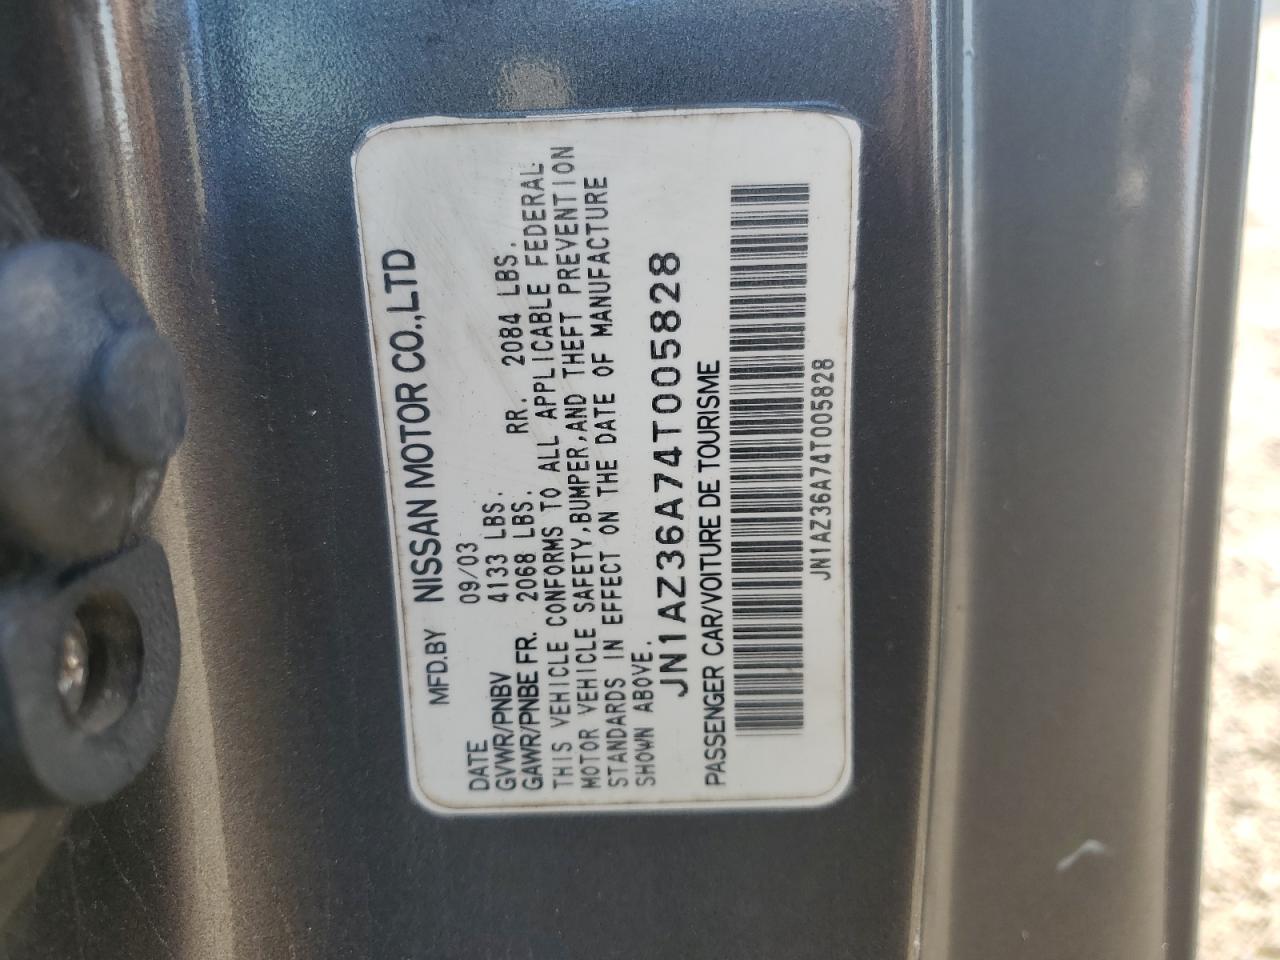 MFD.BY NISSAN MOTOR CO.,LTD
DATE 09/03
GVWR/PNBV 4133 LBS.
GAWR/PNBE FR. 2068 LBS. RR. 2084 LBS.
THIS VEHICLE CONFORMS TO ALL APPLICABLE FEDERAL
MOTOR VEHICLE SAFETY,BUMPER,AND THEFT PREVENTION
STANDARDS IN EFFECT ON THE DATE OF MANUFACTURE
SHOWN ABOVE.
JN1AZ36A74T005828
PASSENGER CAR/VOITURE DE TOURISME
JN1AZ36A74T005828